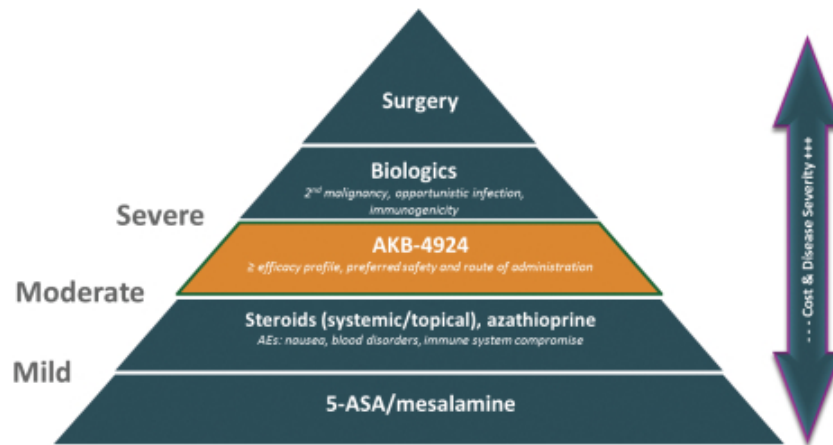 Surgery
Biologics
2nd malignancy, opportunistic infection,
immunogenicity
Severe
AKB-4924
≥ efficacy profile, preferred safety and route of administration
Moderate
Steroids (systemic/topical), azathioprine
AEs: nausea, blood disorders, immune system compromise
Mild
5-ASA/mesalamine
- - - Cost & Disease Severity +++